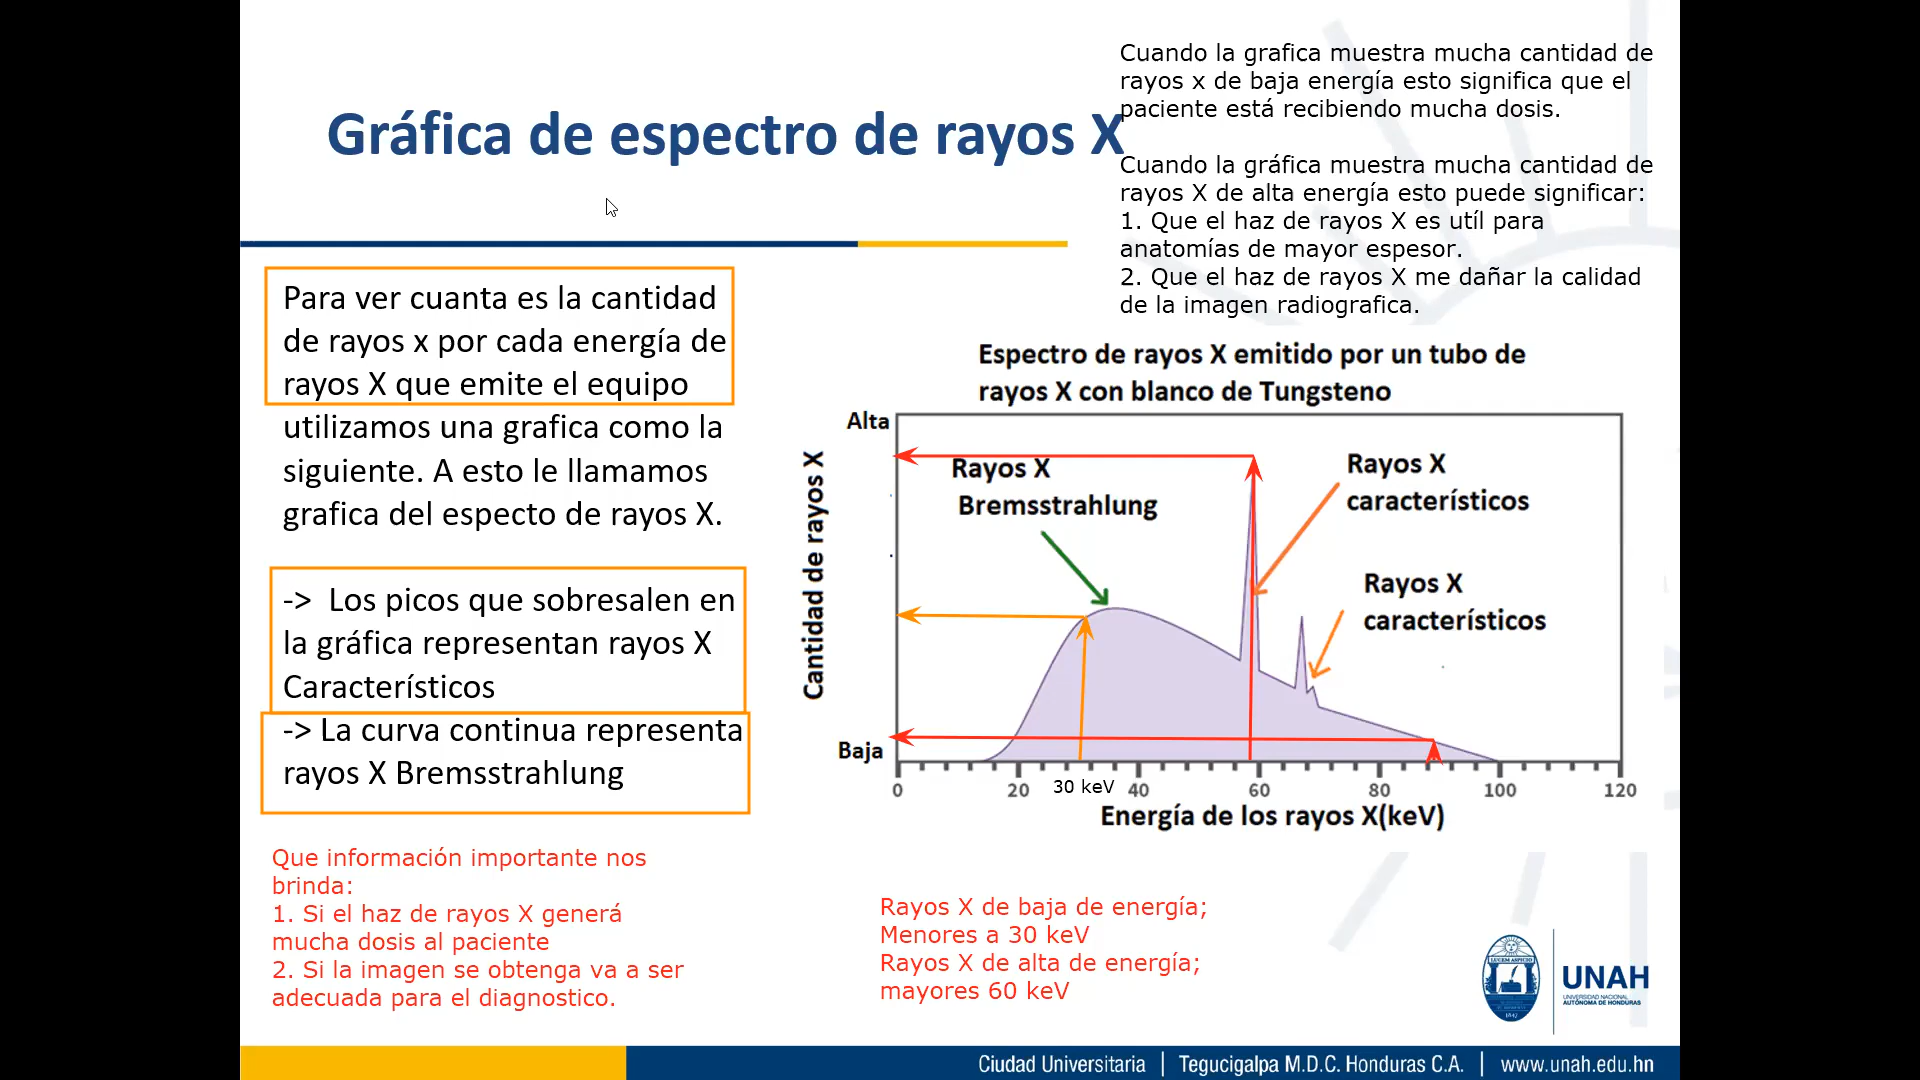 Gráfica de espectro de rayos X
Cuando la grafica muestra mucha cantidad de
rayos x de baja energía esto significa que el
paciente está recibiendo mucha dosis.
Cuando la gráfica muestra mucha cantidad de
rayos X de alta energía esto puede significar:
1. Que el haz de rayos X es utíl para
anatomías de mayor espesor.
2. Que el haz de rayos X me dañar la calidad
de la imagen radiografica.
Para ver cuanta es la cantidad
de rayos x por cada energía de
rayos X que emite el equipo
utilizamos una grafica como la
siguiente. A esto le llamamos
grafica del especto de rayos X.
-> Los picos que sobresalen en
la gráfica representan rayos X
Característicos
-> La curva continua representa
rayos X Bremsstrahlung
Que información importante nos
brinda:
1. Si el haz de rayos X generá
mucha dosis al paciente
2. Si la imagen se obtenga va a ser
adecuada para el diagnostico.
Espectro de rayos X emitido por un tubo de
rayos X con blanco de Tungsteno
Alta
Cantidad de rayos X
Baja
Rayos X
Bremsstrahlung
Rayos X
característicos
Rayos X
característicos
0 20 30 keV 40 60 80 100 120
Energía de los rayos X(keV)
Rayos X de baja de energía;
Menores a 30 keV
Rayos X de alta de energía;
mayores 60 keV
UNAH
UNIVERSIDAD NACIONAL
AUTÓNOMA DE HONDURAS
Ciudad Universitaria | Tegucigalpa M.D.C. Honduras C.A. | www.unah.edu.hn